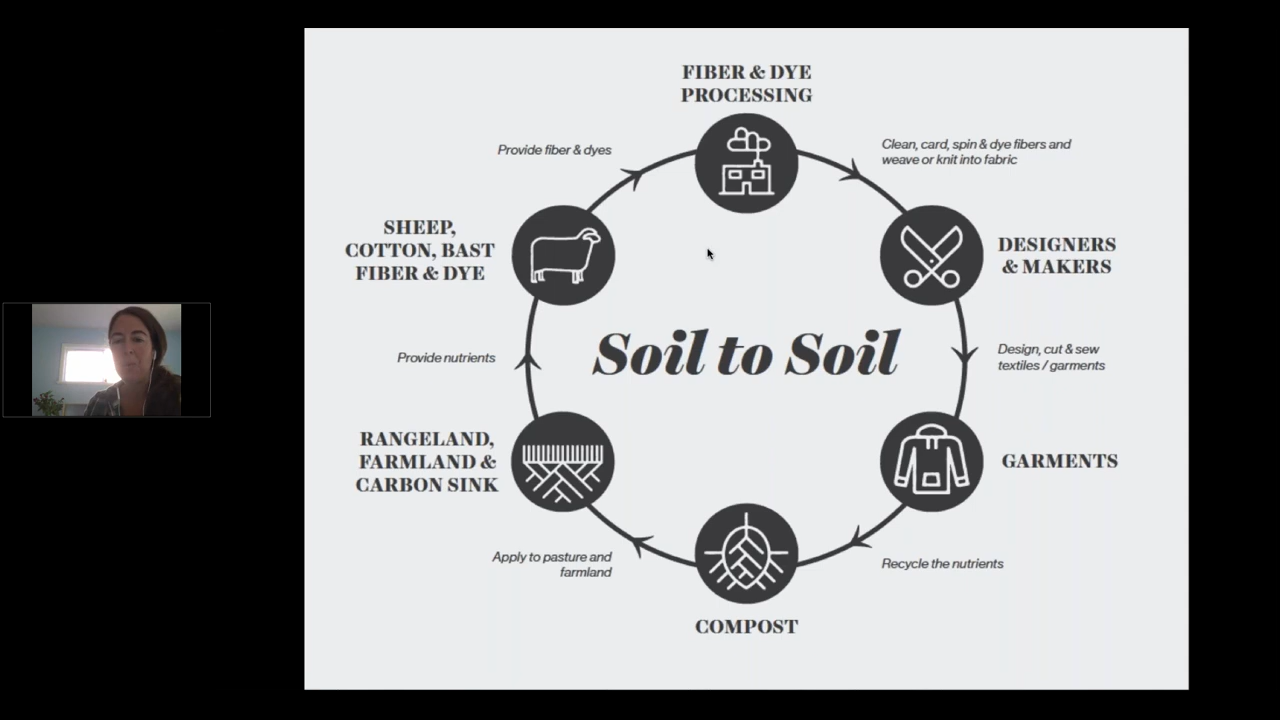 FIBER & DYE
PROCESSING
Provide fiber & dyes
Clean, card, spin & dye fibers and
weave or knit into fabric
SHEEP,
COTTON, BAST
FIBER & DYE
DESIGNERS
& MAKERS
Soil to Soil
Provide nutrients
Design, cut & sew
textiles / garments
RANGELAND,
FARMLAND &
CARBON SINK
GARMENTS
Apply to pasture and
farmland
Recycle the nutrients
COMPOST